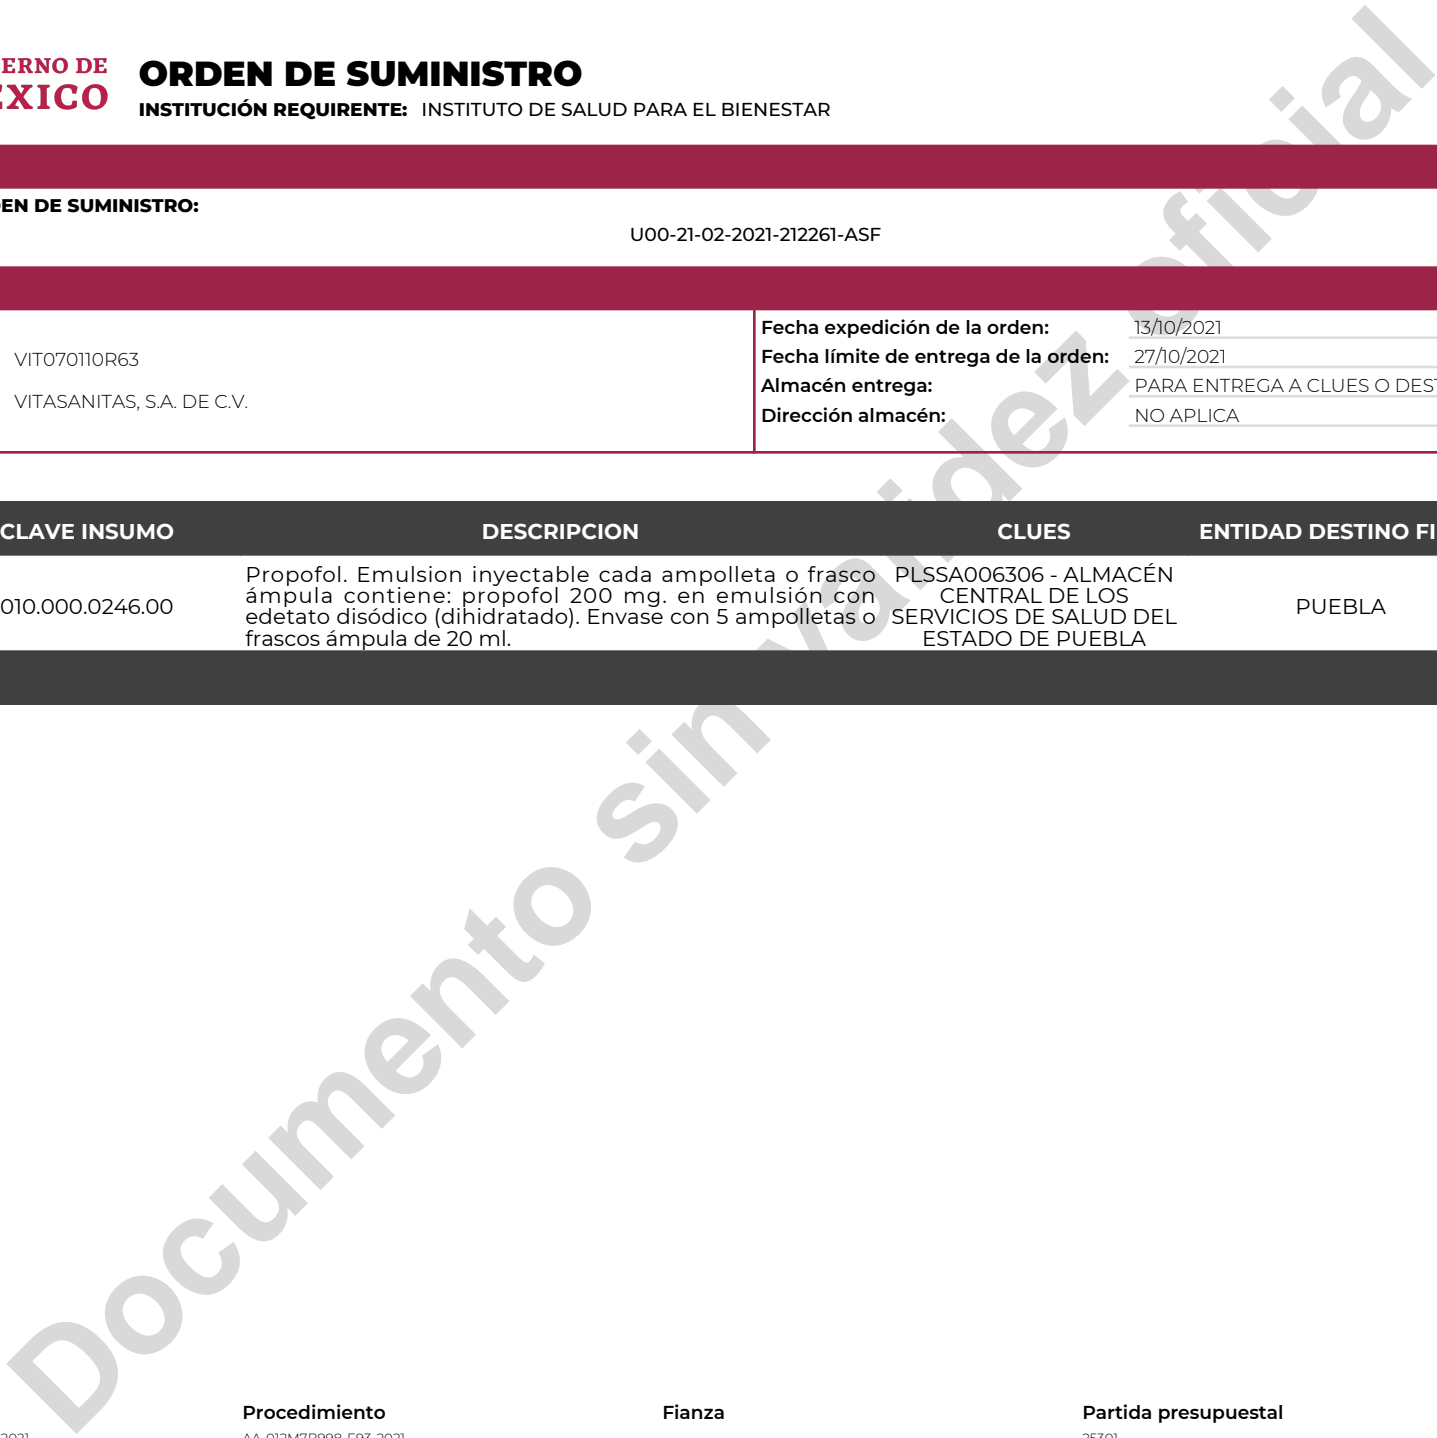 ERNO DE
EXICO
ORDEN DE SUMINISTRO
INSTITUCIÓN REQUIRENTE: INSTITUTO DE SALUD PARA EL BIENESTAR
EN DE SUMINISTRO:
U00-21-02-2021-212261-ASF
VIT070110R63
VITASANITAS, S.A. DE C.V.
Fecha expedición de la orden: 13/10/2021
Fecha límite de entrega de la orden: 27/10/2021
Almacén entrega: PARA ENTREGA A CLUES O DEST
Dirección almacén: NO APLICA
CLAVE INSUMO DESCRIPCION CLUES ENTIDAD DESTINO FI
010.000.0246.00
Propofol. Emulsion inyectable cada ampolleta o frasco
ámpula contiene: propofol 200 mg. en emulsión con
edetato disódico (dihidratado). Envase con 5 ampolletas o
frascos ámpula de 20 ml.
PLSSA006306 - ALMACÉN
CENTRAL DE LOS
SERVICIOS DE SALUD DEL
ESTADO DE PUEBLA
PUEBLA
Documento sin validez oficial
Procedimiento Fianza Partida presupuestal